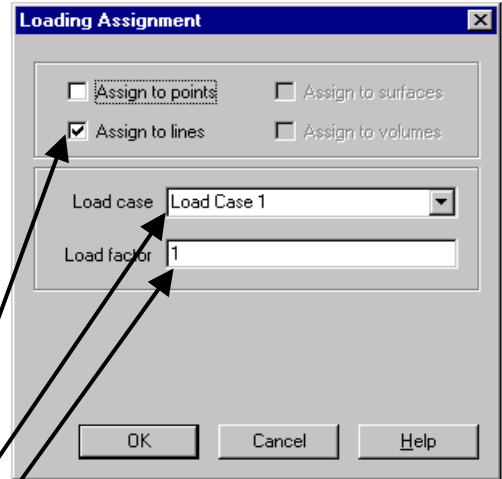 Loading Assignment
Assign to points
Assign to surfaces
Assign to lines
Assign to volumes
Load case Load Case 1
Load factor 1
OK Cancel Help